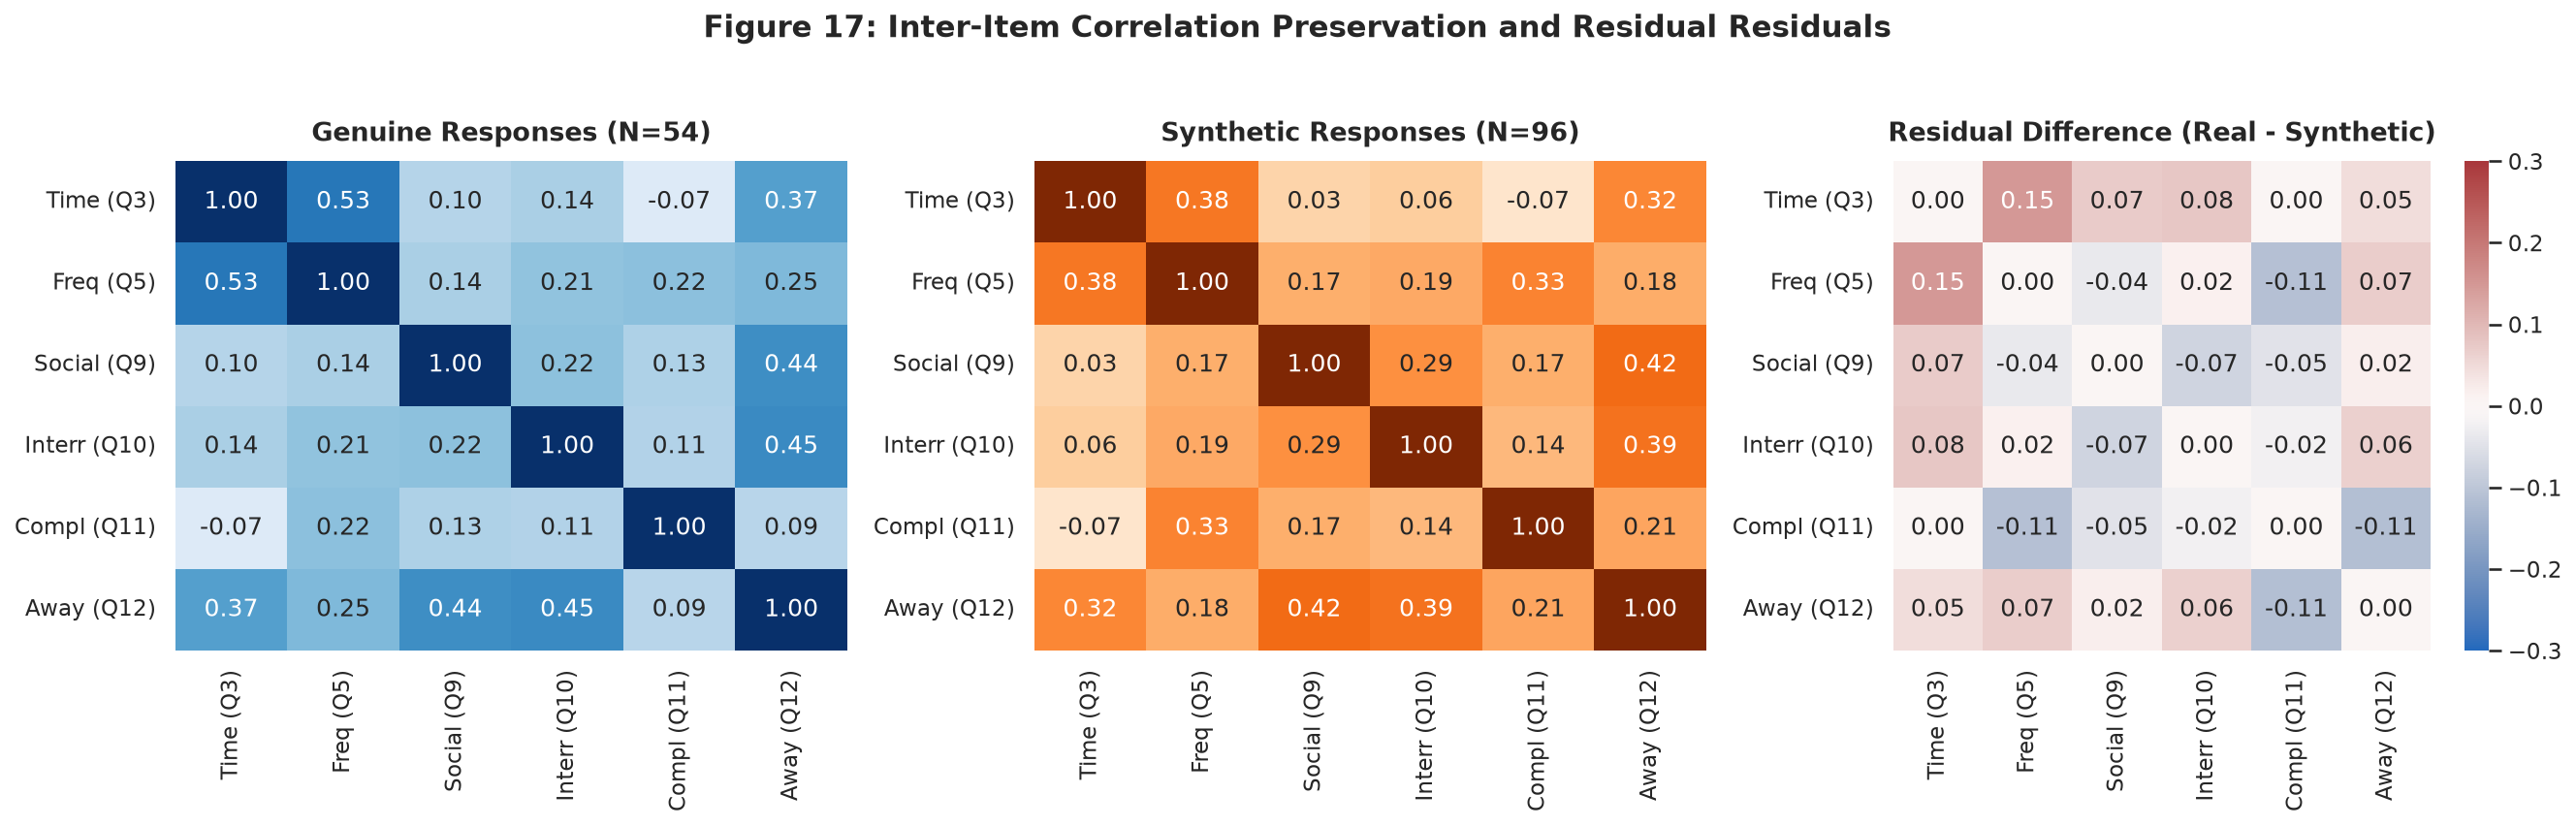 Figure 17: Inter-Item Correlation Preservation and Residual Residuals
Genuine Responses (N=54)
Time (Q3) 1.00 0.53 0.10 0.14 -0.07 0.37
Freq (Q5) 0.53 1.00 0.14 0.21 0.22 0.25
Social (Q9) 0.10 0.14 1.00 0.22 0.13 0.44
Interr (Q10) 0.14 0.21 0.22 1.00 0.11 0.45
Compl (Q11) -0.07 0.22 0.13 0.11 1.00 0.09
Away (Q12) 0.37 0.25 0.44 0.45 0.09 1.00
Time (Q3) Freq (Q5) Social (Q9) Interr (Q10) Compl (Q11) Away (Q12)
Synthetic Responses (N=96)
Time (Q3) 1.00 0.38 0.03 0.06 -0.07 0.32
Freq (Q5) 0.38 1.00 0.17 0.19 0.33 0.18
Social (Q9) 0.03 0.17 1.00 0.29 0.17 0.42
Interr (Q10) 0.06 0.19 0.29 1.00 0.14 0.39
Compl (Q11) -0.07 0.33 0.17 0.14 1.00 0.21
Away (Q12) 0.32 0.18 0.42 0.39 0.21 1.00
Time (Q3) Freq (Q5) Social (Q9) Interr (Q10) Compl (Q11) Away (Q12)
Residual Difference (Real - Synthetic)
Time (Q3) 0.00 0.15 0.07 0.08 0.00 0.05
Freq (Q5) 0.15 0.00 -0.04 0.02 -0.11 0.07
Social (Q9) 0.07 -0.04 0.00 -0.07 -0.05 0.02
Interr (Q10) 0.08 0.02 -0.07 0.00 -0.02 0.06
Compl (Q11) 0.00 -0.11 -0.05 -0.02 0.00 -0.11
Away (Q12) 0.05 0.07 0.02 0.06 -0.11 0.00
Time (Q3) Freq (Q5) Social (Q9) Interr (Q10) Compl (Q11) Away (Q12)
0.3
0.2
0.1
0.0
−0.1
−0.2
−0.3